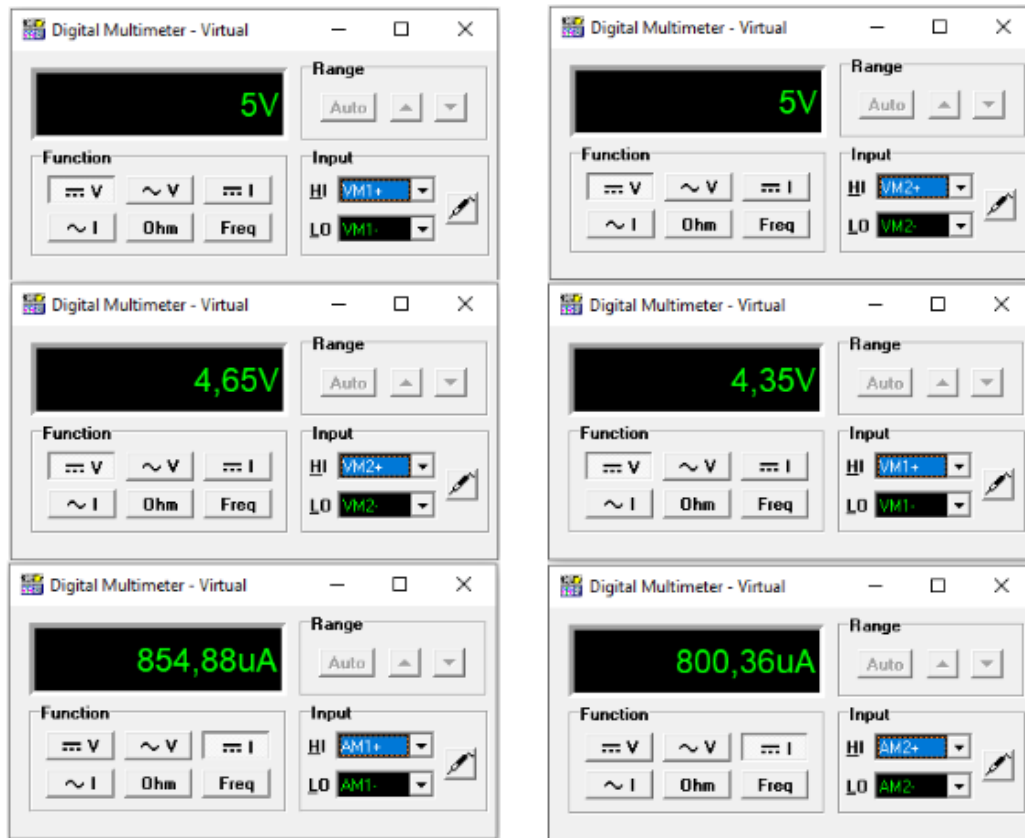 Digital Multimeter - Virtual
5V
Range
Auto
Function
V
V
I
I
Ohm
Freq
Input
HI VM1+
LO VM1-
Digital Multimeter - Virtual
5V
Range
Auto
Function
V
V
I
I
Ohm
Freq
Input
HI VM2+
LO VM2-
Digital Multimeter - Virtual
4,65V
Range
Auto
Function
V
V
I
I
Ohm
Freq
Input
HI VM2+
LO VM2-
Digital Multimeter - Virtual
4,35V
Range
Auto
Function
V
V
I
I
Ohm
Freq
Input
HI VM1+
LO VM1-
Digital Multimeter - Virtual
854,88uA
Range
Auto
Function
V
V
I
I
Ohm
Freq
Input
HI AM1+
LO AM1-
Digital Multimeter - Virtual
800,36uA
Range
Auto
Function
V
V
I
I
Ohm
Freq
Input
HI AM2+
LO AM2-